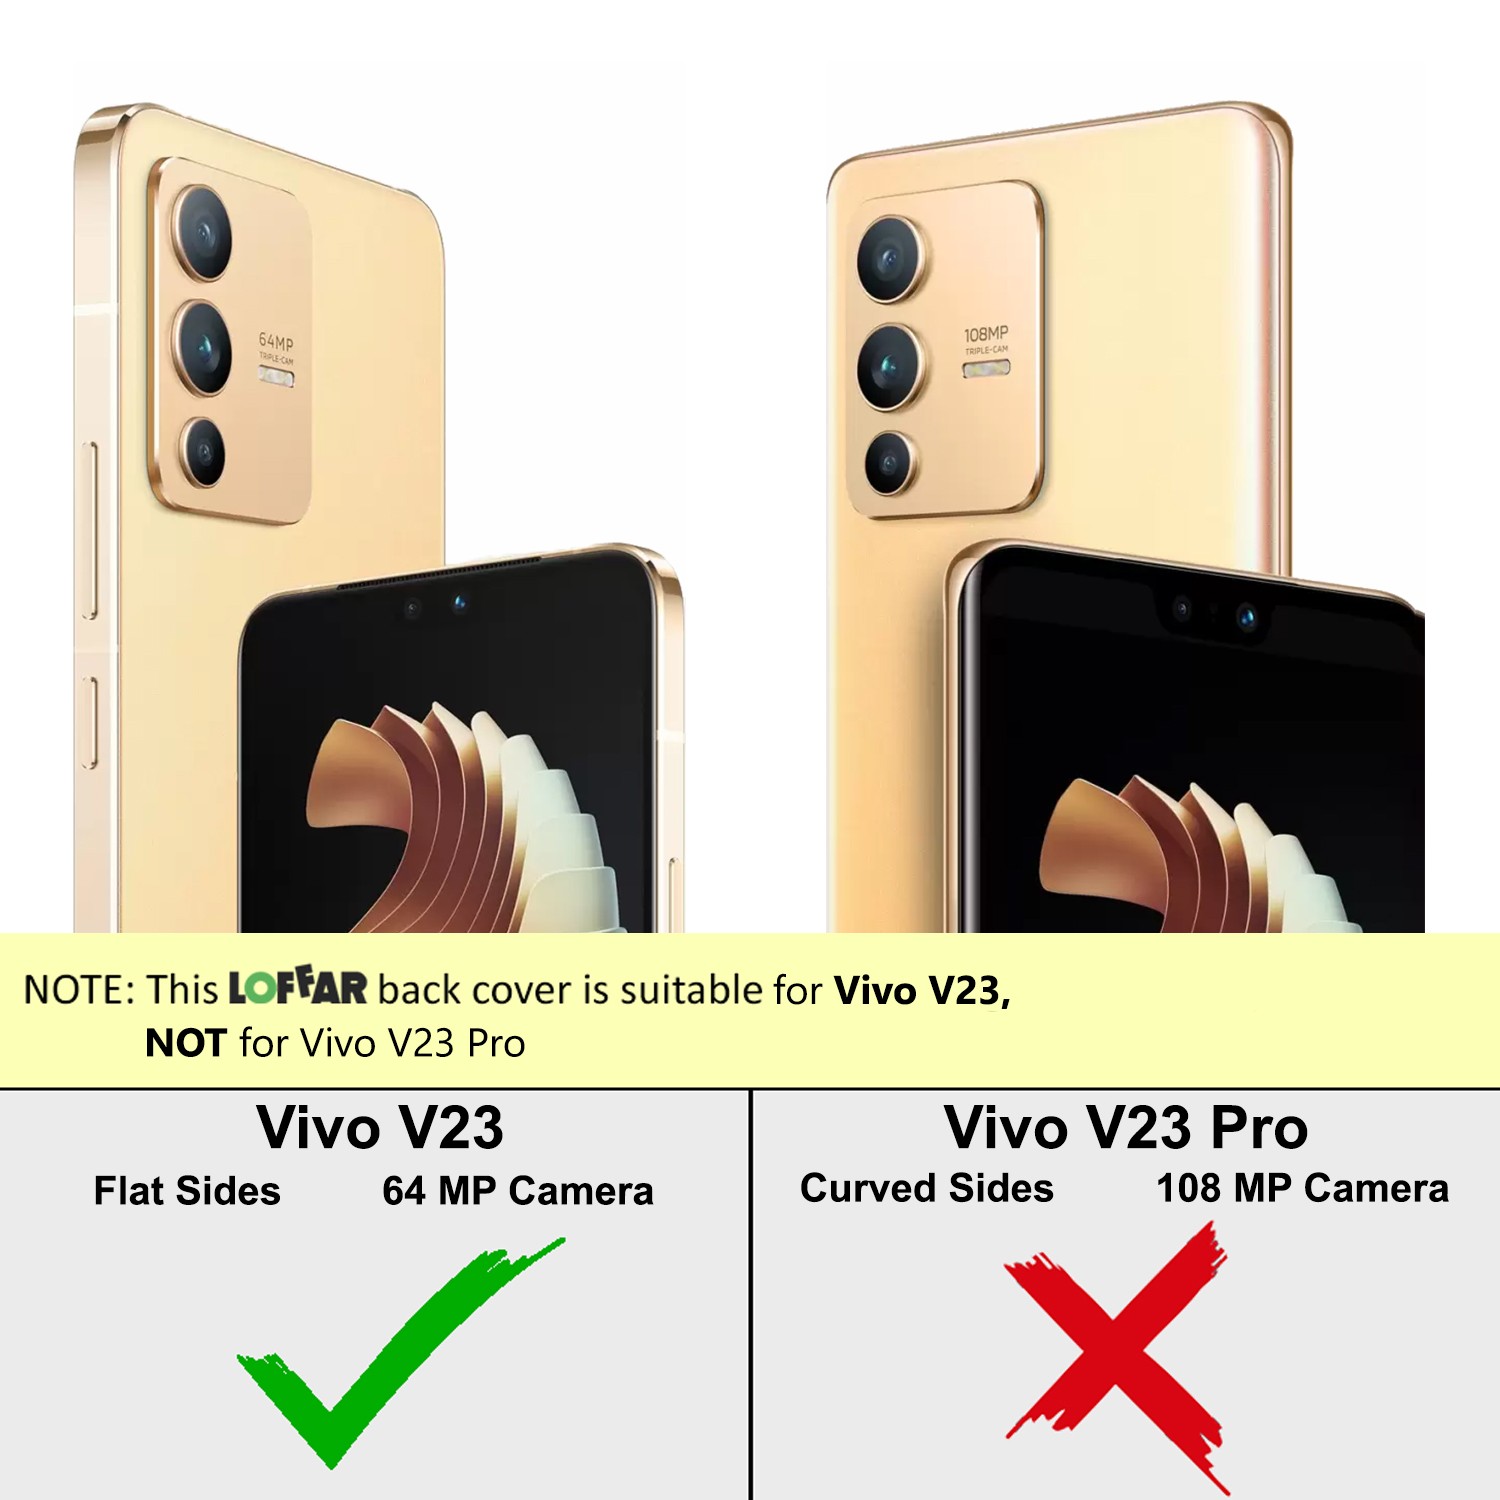 64MP
TRIPLE-CAM
108MP
TRIPLE-CAM
NOTE: This LOFFAR back cover is suitable for Vivo V23,
NOT for Vivo V23 Pro
Vivo V23
Flat Sides 64 MP Camera
Vivo V23 Pro
Curved Sides 108 MP Camera